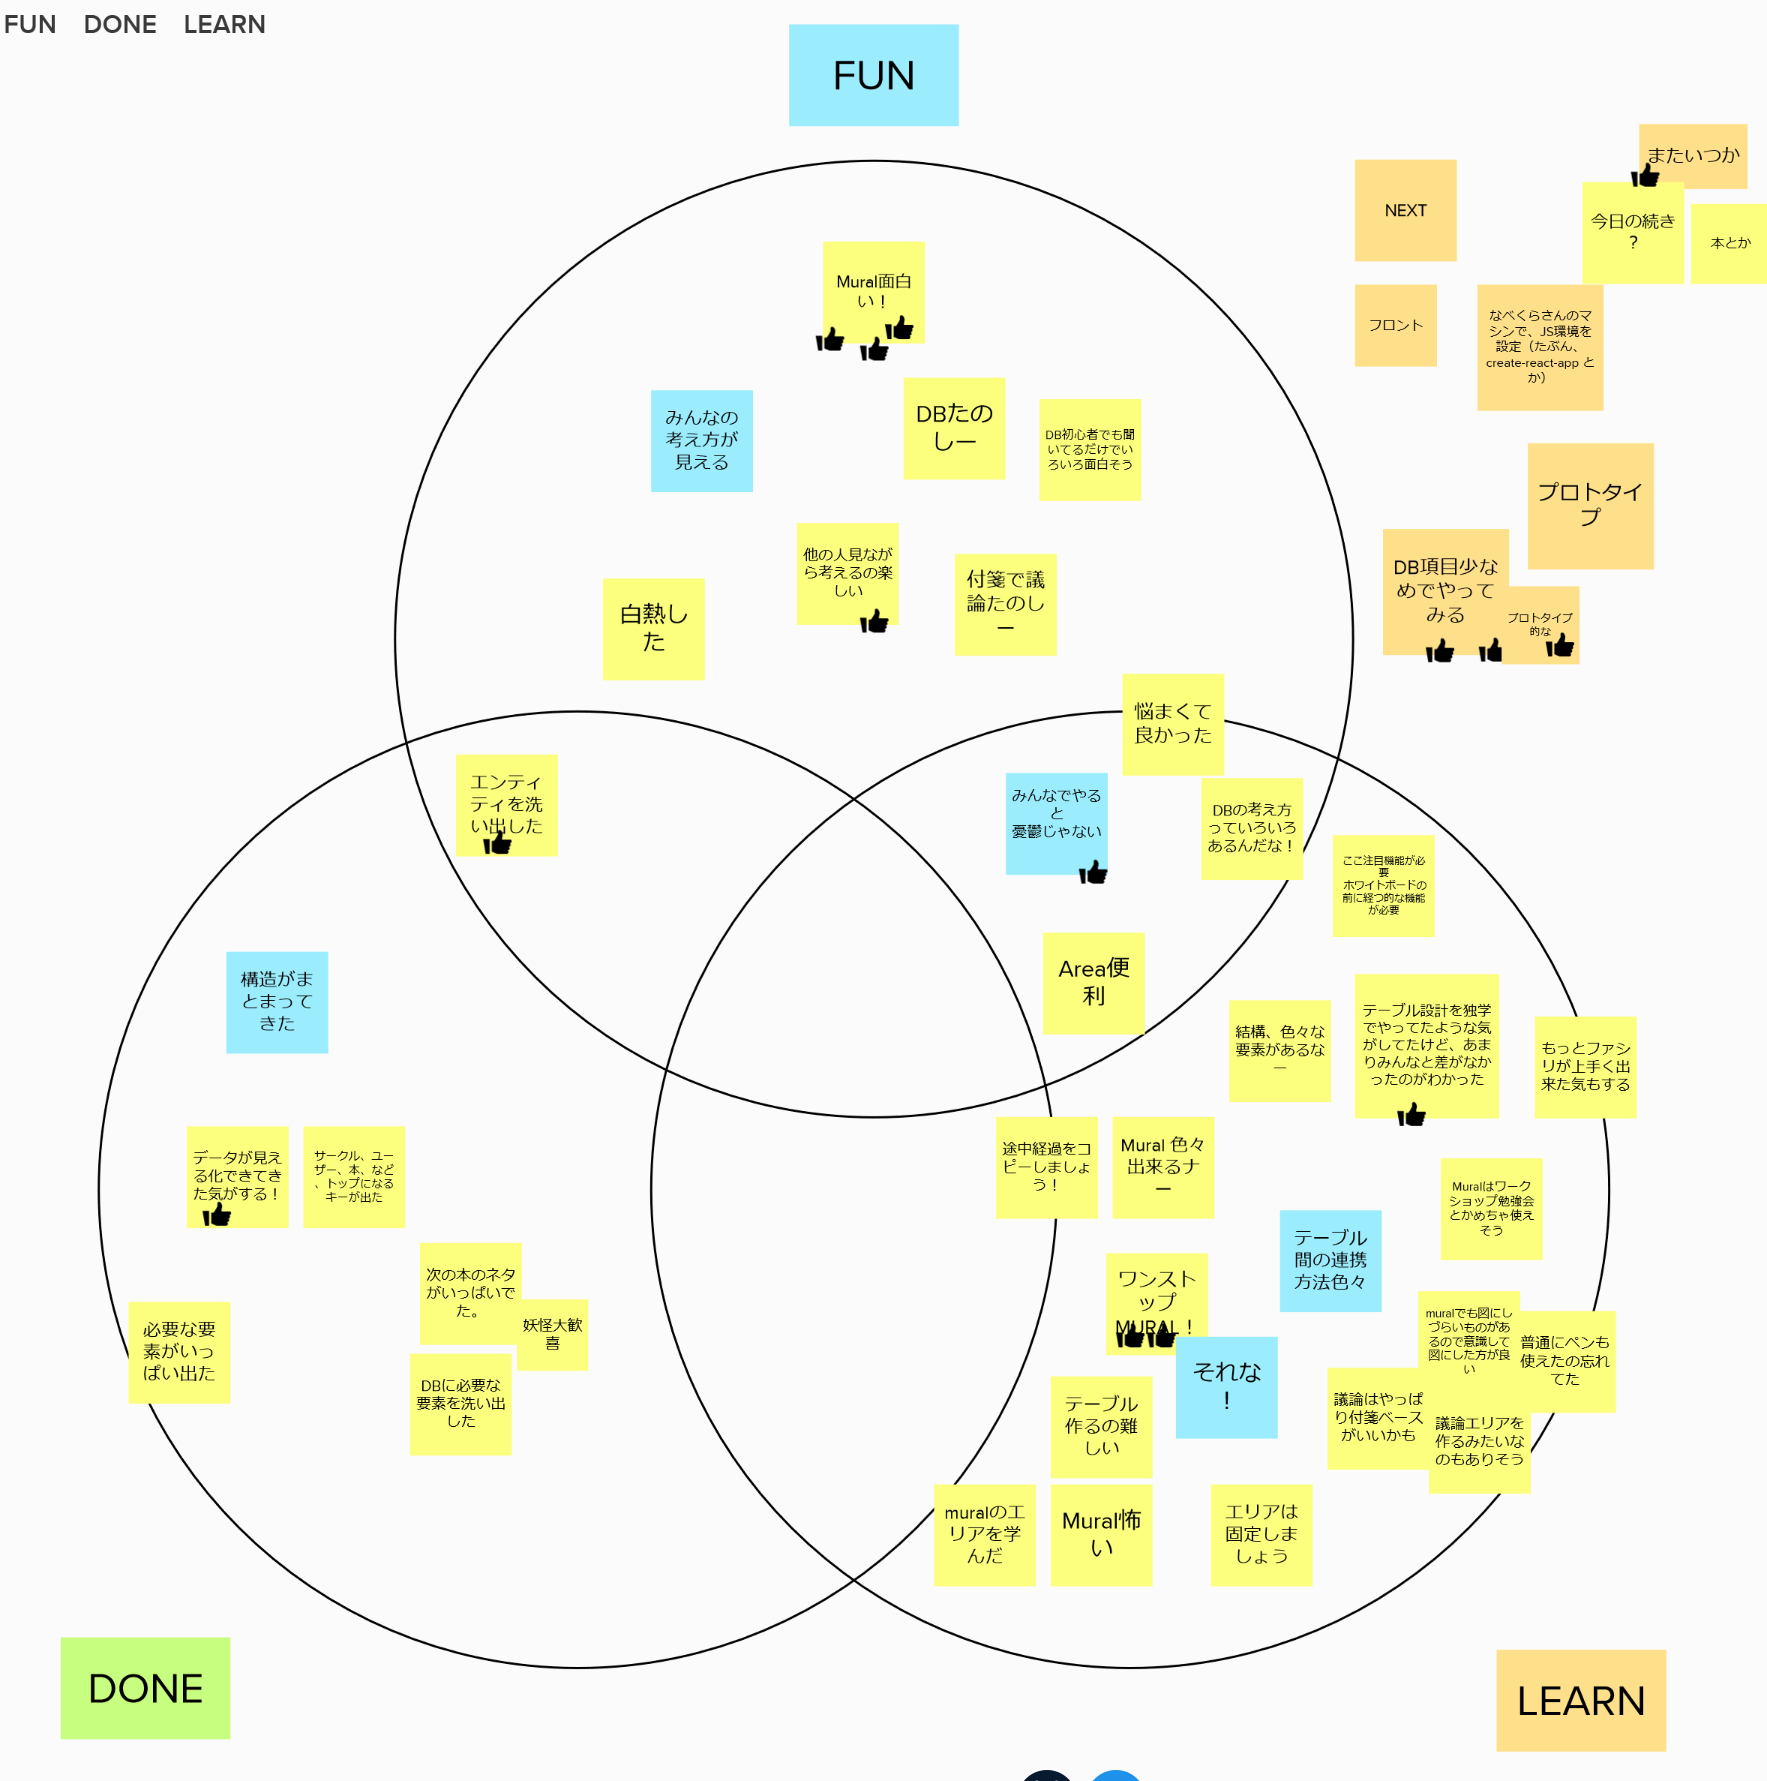 FUN DONE LEARN
FUN
またいつか
NEXT
今日の続き
?
本とか
Mural面白
い！
フロント
なべくらさんのマ
シンで、JS環境を
設定（たぶん、
create-react-app と
か）
みんなの
考え方が
見える
DBたの
しー
DB初心者でも聞
いてるだけでい
ろいろ面白そう
プロトタイ
プ
他の人見なが
ら考えるの楽
しい
付箋で議
論たのし
ー
白熱し
た
DB項目少な
めでやって
みる
プロトタイプ
的な
悩まくて
良かった
エンティ
ティを洗
い出した
みんなでやる
と
憂鬱じゃない
DBの考え方
っていろいろ
あるんだな！
ここ注目機能が必
要
ホワイトボードの
前に経つ的な機能
が必要
Area便
利
構造がま
とまって
きた
結構、色々な
要素があるな
ー
テーブル設計を独学
でやってたような気
がしてたけど、あま
りみんなと差がなか
ったのがわかった
もっとファシ
リが上手く出
来た気もする
データが見え
る化できてき
た気がする！
サークル、ユー
ザー、本、など
、トップになる
キーが出た
途中経過をコ
ピーしましょ
う！
Mural 色々
出来るナ
ー
Muralはワーク
ショップ勉強会
とかめちゃ使え
そう
テーブル
間の連携
方法色々
次の本のネタ
がいっぱいで
た。
妖怪大歓
喜
必要な要
素がいっ
ぱい出た
DBに必要な
要素を洗い出
した
ワンスト
ップ
MURAL！
それな
！
muralでも図にし
づらいものがあ
るので意識して
図にした方が良
い
普通にペンも
使えたの忘れ
てた
議論はやっぱ
り付箋ベース
がいいかも
議論エリアを
作るみたいな
のもありそう
テーブル
作るの難
しい
muralのエ
リアを学
んだ
Mural怖
い
エリアは
固定しま
しょう
DONE
LEARN